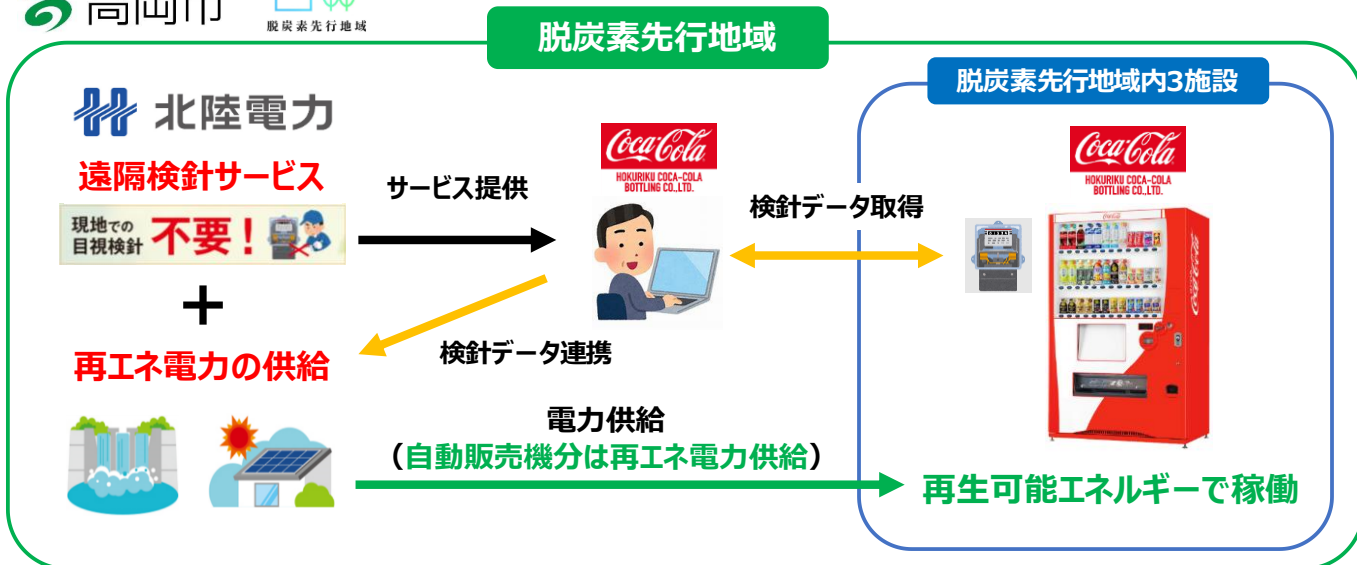 高岡市
脱炭素先行地域
脱炭素先行地域
脱炭素先行地域内3施設
北陸電力
遠隔検針サービス
現地での
目視検針
不要！
+
再エネ電力の供給
サービス提供
Coca-Cola
HOKURIKU COCA-COLA
BOTTLING CO.,LTD.
検針データ取得
Coca-Cola
HOKURIKU COCA-COLA
BOTTLING CO.,LTD.
Coca-Cola
Coca-Cola
検針データ連携
電力供給
（自動販売機分は再エネ電力供給）
再生可能エネルギーで稼働